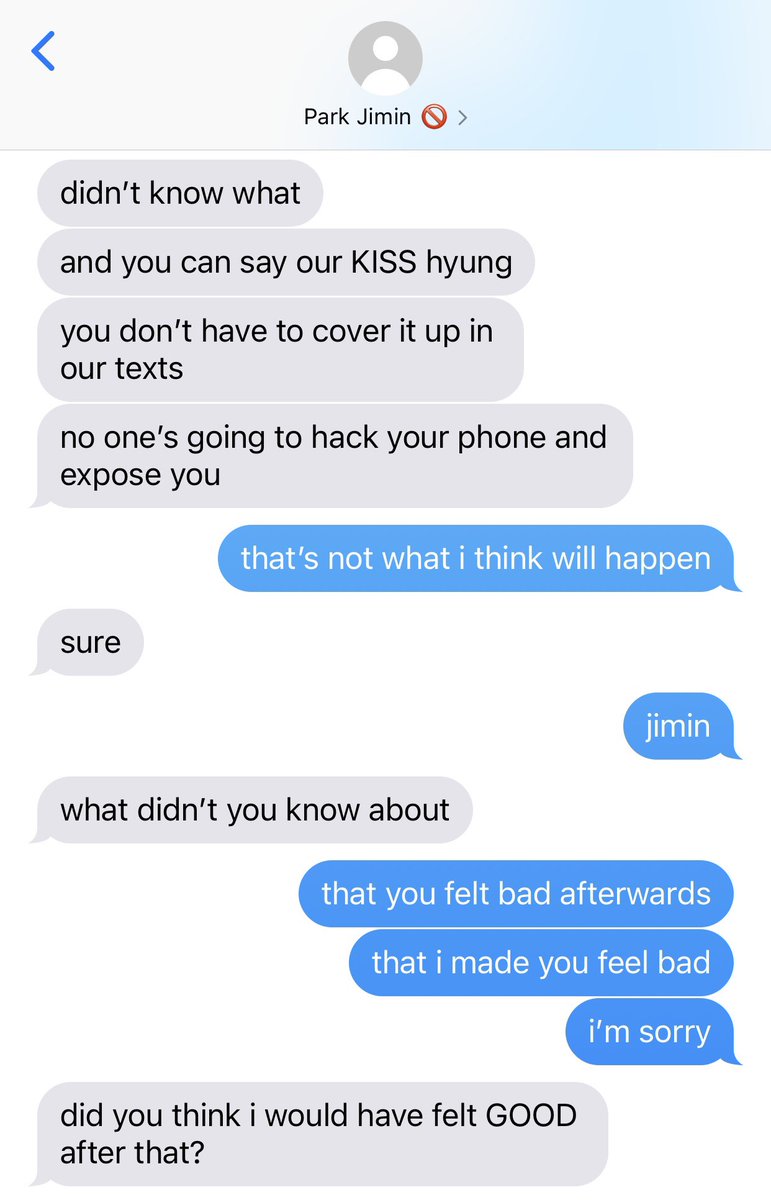 Park Jimin 🚫
didn’t know what
and you can say our KISS hyung
you don’t have to cover it up in
our texts
no one’s going to hack your phone and
expose you
that’s not what i think will happen
sure
jimin
what didn’t you know about
that you felt bad afterwards
that i made you feel bad
i’m sorry
did you think i would have felt GOOD
after that?